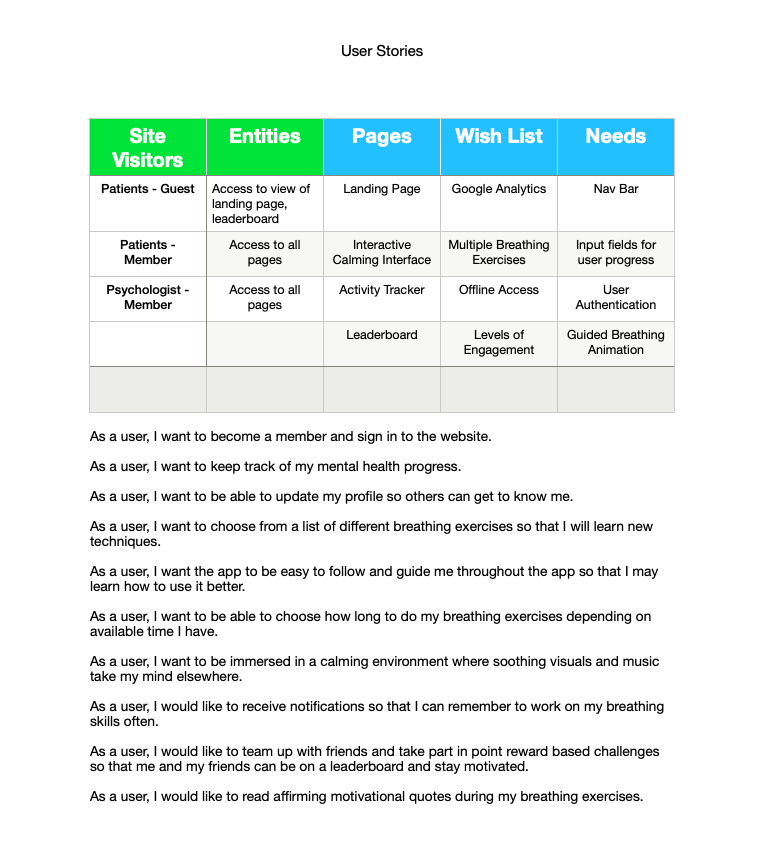 User Stories
Site Visitors Entities Pages Wish List Needs
Patients - Guest Access to view of landing page, leaderboard Landing Page Google Analytics Nav Bar
Patients - Member Access to all pages Interactive Calming Interface Multiple Breathing Exercises Input fields for user progress
Psychologist - Member Access to all pages Activity Tracker Offline Access User Authentication
Leaderboard Levels of Engagement Guided Breathing Animation
As a user, I want to become a member and sign in to the website.
As a user, I want to keep track of my mental health progress.
As a user, I want to be able to update my profile so others can get to know me.
As a user, I want to choose from a list of different breathing exercises so that I will learn new
techniques.
As a user, I want the app to be easy to follow and guide me throughout the app so that I may
learn how to use it better.
As a user, I want to be able to choose how long to do my breathing exercises depending on
available time I have.
As a user, I want to be immersed in a calming environment where soothing visuals and music
take my mind elsewhere.
As a user, I would like to receive notifications so that I can remember to work on my breathing
skills often.
As a user, I would like to team up with friends and take part in point reward based challenges
so that me and my friends can be on a leaderboard and stay motivated.
As a user, I would like to read affirming motivational quotes during my breathing exercises.